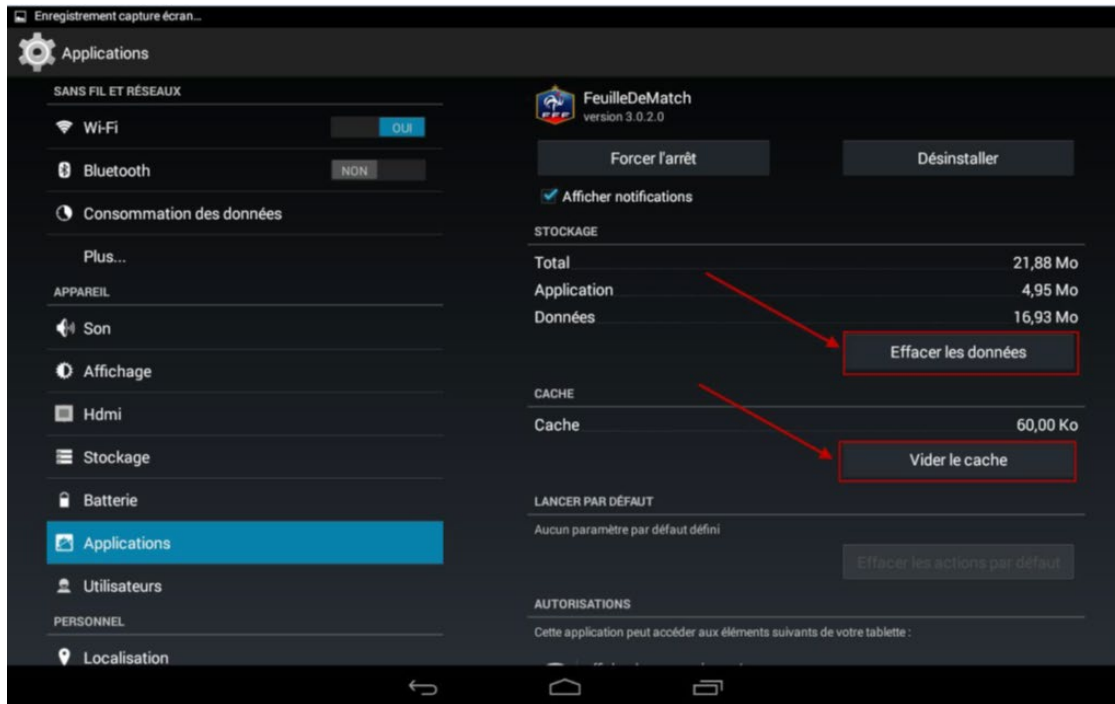 Enregistrement capture écran...
Applications
SANS FIL ET RÉSEAUX
Wi-Fi
OUI
Bluetooth
NON
Consommation des données
Plus...
APPAREIL
Son
Affichage
Hdmi
Stockage
Batterie
Applications
Utilisateurs
PERSONNEL
Localisation
FFF
FeuilleDeMatch
version 3.0.2.0
Forcer l'arrêt
Désinstaller
Afficher notifications
STOCKAGE
Total 21,88 Mo
Application 4,95 Mo
Données 16,93 Mo
Effacer les données
CACHE
Cache 60,00 Ko
Vider le cache
LANCER PAR DÉFAUT
Aucun paramètre par défaut défini
Effacer les actions par défaut
AUTORISATIONS
Cette application peut accéder aux éléments suivants de votre tablette :